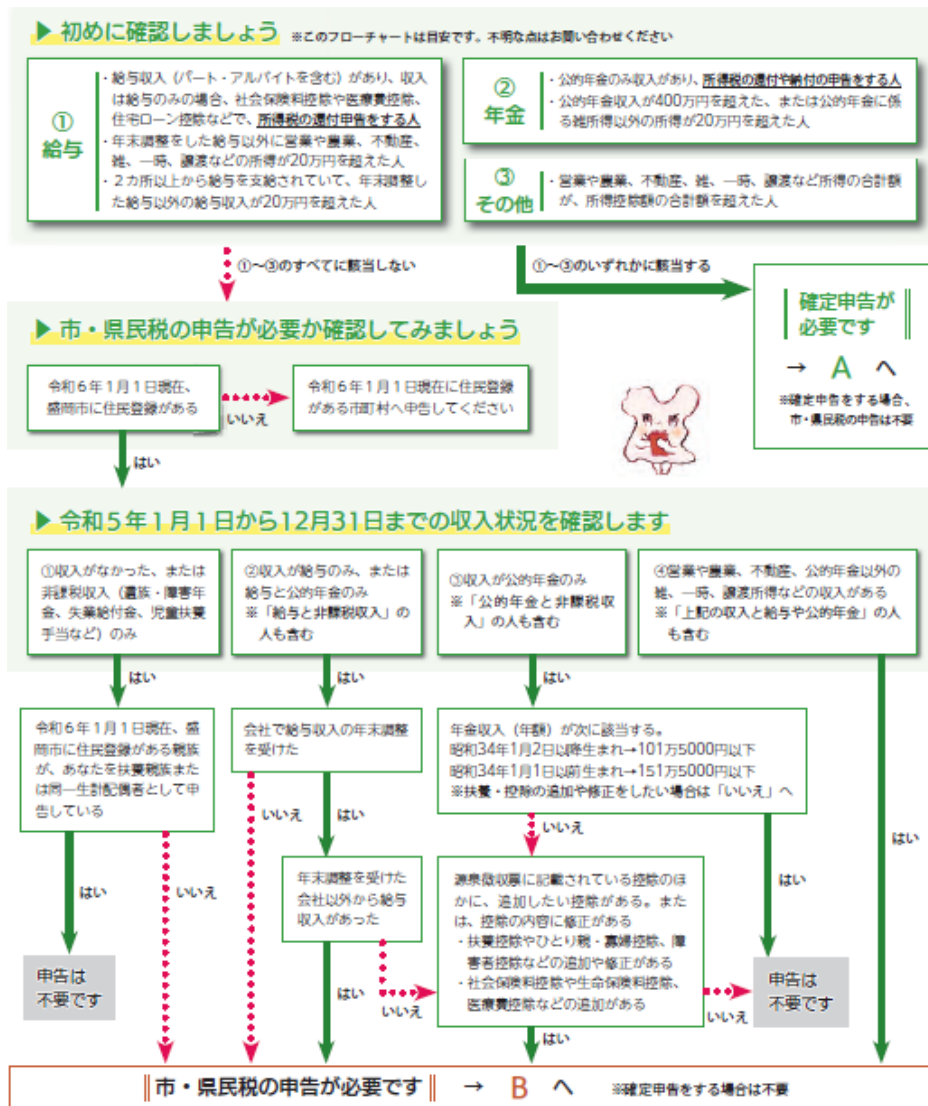 ▶ 初めに確認しましょう ※このフローチャートは目安です。不明な点はお問い合わせください
①
給与
・給与収入（パート・アルバイトを含む）があり、収入
は給与のみの場合、社会保険料控除や医療費控除、
住宅ローン控除などで、所得税の還付申告をする人
・年末調整をした給与以外に営業や農業、不動産、
雑、一時、譲渡などの所得が20万円を超えた人
・２カ所以上から給与を支給されていて、年末調整し
た給与以外の給与収入が20万円を超えた人
②
年金
・公的年金のみ収入があり、所得税の還付や納付の申告をする人
・公的年金収入が400万円を超えた、または公的年金に係
る雑所得以外の所得が20万円を超えた人
③
その他
・営業や農業、不動産、雑、一時、譲渡など所得の合計額
が、所得控除額の合計額を超えた人
①～③のすべてに該当しない
①～③のいずれかに該当する
確定申告が
必要です
→ A へ
※確定申告をする場合、
市・県民税の申告は不要
▶ 市・県民税の申告が必要か確認してみましょう
令和６年１月１日現在、
盛岡市に住民登録がある
いいえ
令和６年１月１日現在に住民登録
がある市町村へ申告してください
はい
▶ 令和５年１月１日から12月31日までの収入状況を確認します
①収入がなかった、または
非課税収入（遺族・障害年
金、失業給付金、児童扶養
手当など）のみ
②収入が給与のみ、または
給与と公的年金のみ
※「給与と非課税収入」の
人も含む
③収入が公的年金のみ
※「公的年金と非課税収
入」の人も含む
④営業や農業、不動産、公的年金以外の
雑、一時、譲渡所得などの収入がある
※「上記の収入と給与や公的年金」の人
も含む
はい
はい
はい
令和６年１月１日現在、盛
岡市に住民登録がある親族
が、あなたを扶養親族また
は同一生計配偶者として申
告している
会社で給与収入の年末調整
を受けた
年金収入（年額）が次に該当する。
昭和34年1月2日以降生まれ→101万5000円以下
昭和34年1月1日以前生まれ→151万5000円以下
※扶養・控除の追加や修正をしたい場合は「いいえ」へ
いいえ
はい
いいえ
はい
はい
いいえ
はい
年末調整を受けた
会社以外から給与
収入があった
源泉徴収票に記載されている控除のほ
かに、追加したい控除がある。また
は、控除の内容に修正がある
・扶養控除やひとり親・寡婦控除、障
害者控除などの追加や修正がある
・社会保険料控除や生命保険料控除、
医療費控除などの追加がある
申告は
不要です
はい
いいえ
いいえ
申告は
不要です
はい
市・県民税の申告が必要です → B へ ※確定申告をする場合は不要